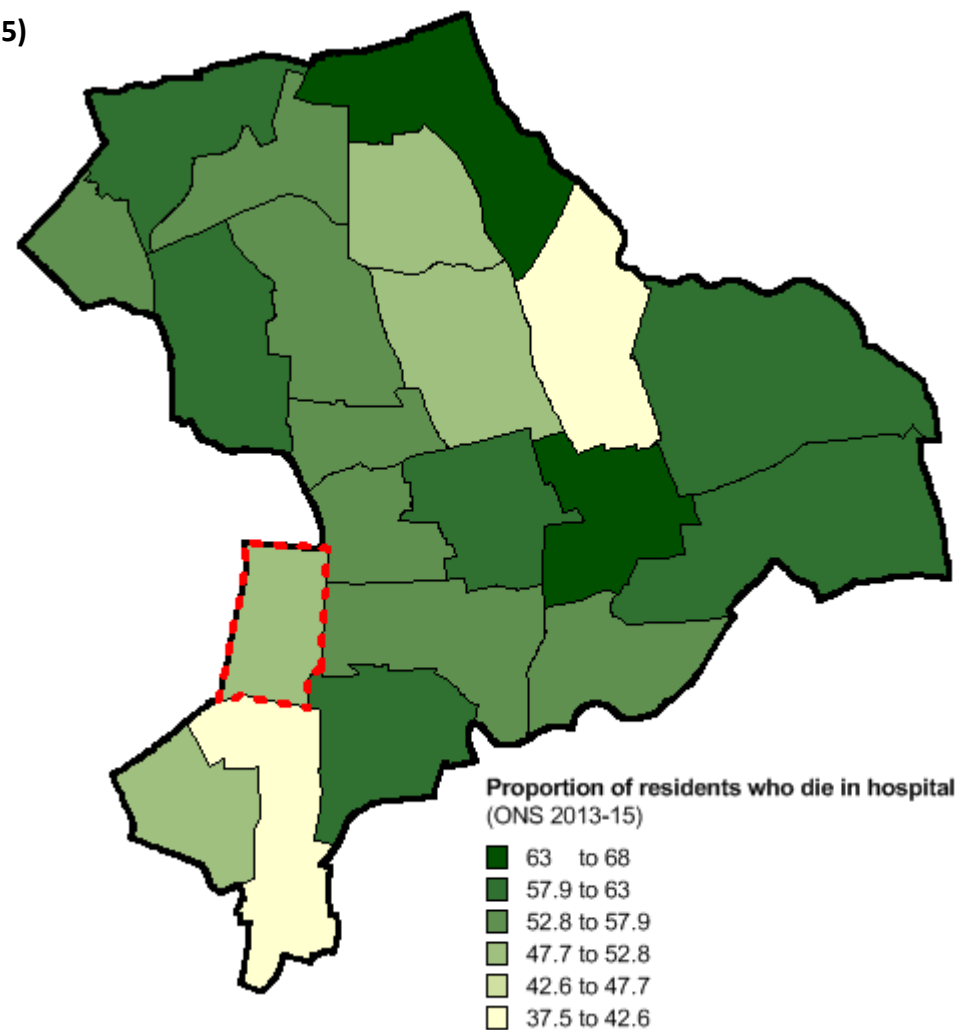 5)
Proportion of residents who die in hospital
(ONS 2013-15)
63 to 68
57.9 to 63
52.8 to 57.9
47.7 to 52.8
42.6 to 47.7
37.5 to 42.6